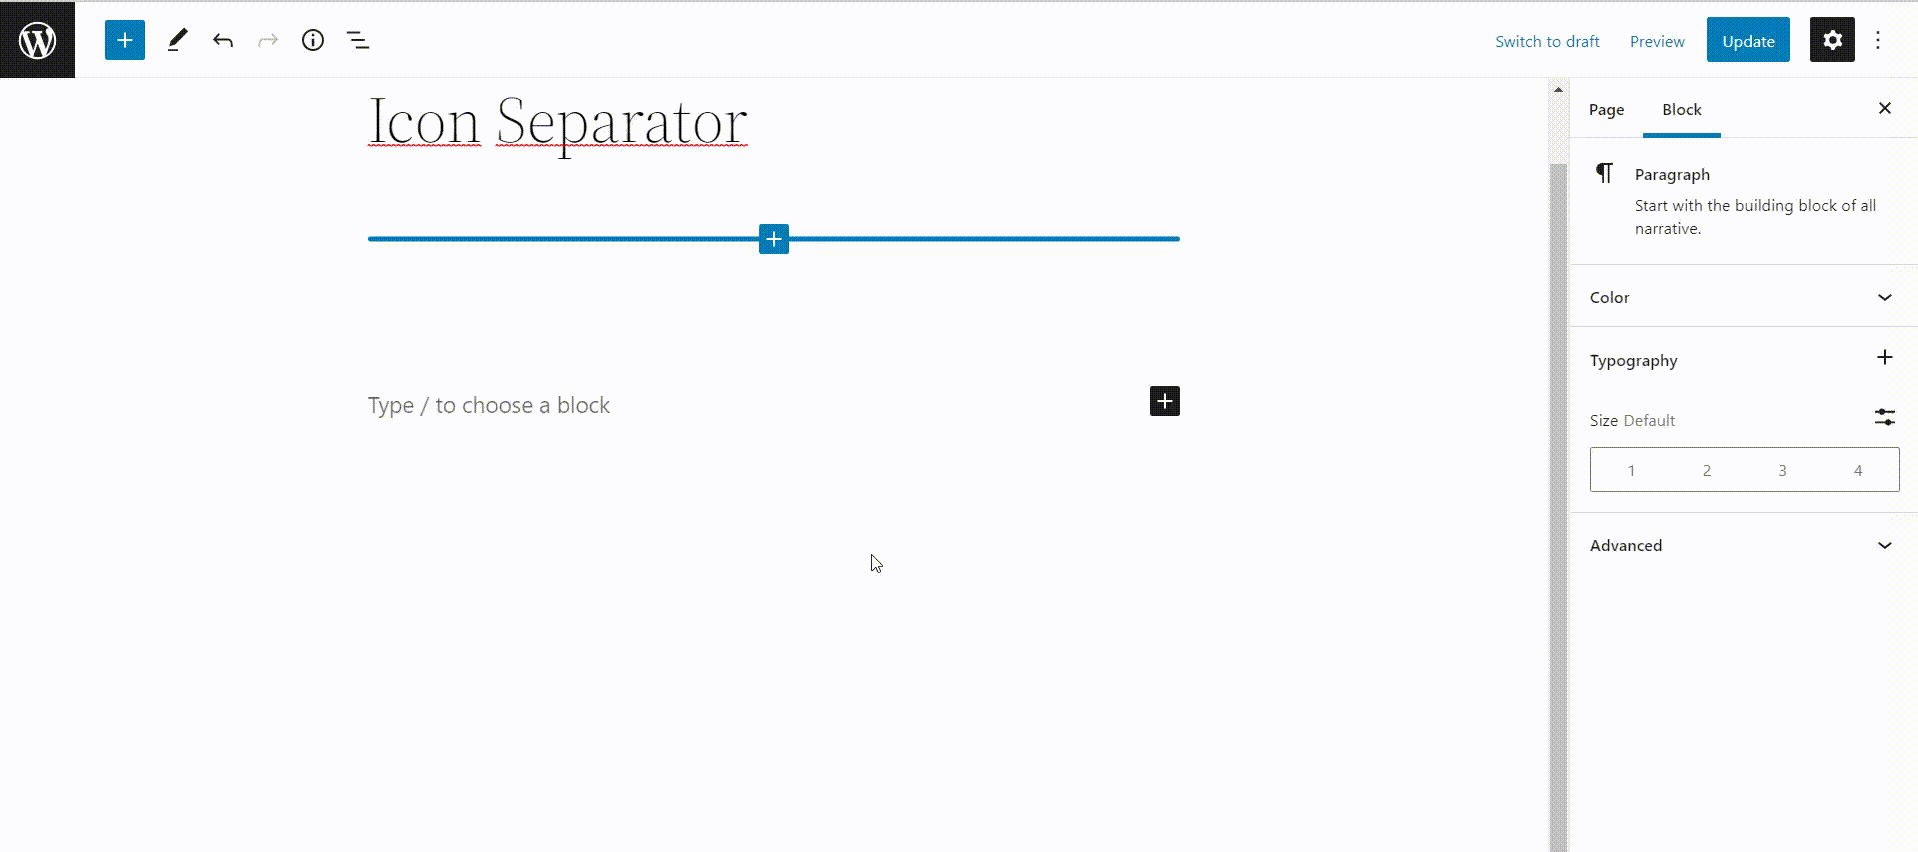 Switch to draft
Preview
Update
Icon Separator
Type / to choose a block
Page
Block
Paragraph
Start with the building block of all
narrative.
Color
Typography
Size Default
1 2 3 4
Advanced